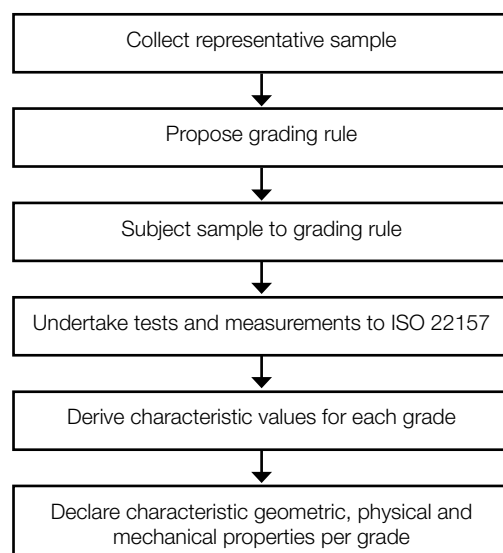 Collect representative sample
Propose grading rule
Subject sample to grading rule
Undertake tests and measurements to ISO 22157
Derive characteristic values for each grade
Declare characteristic geometric, physical and
mechanical properties per grade